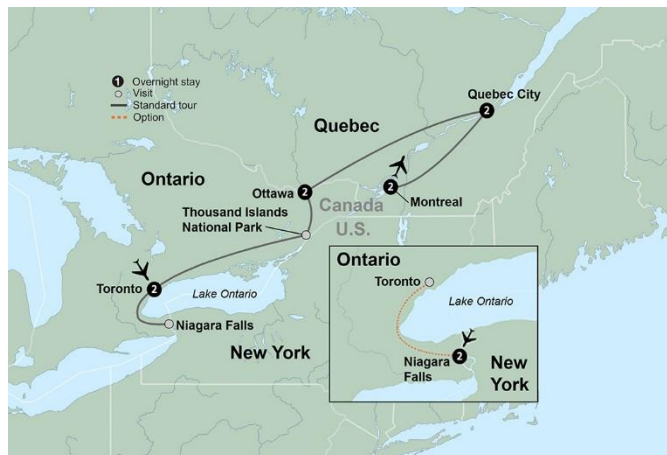 1 Overnight stay
Visit
Standard tour
Option
Quebec City
2
Quebec
Ontario
Ottawa 2
2
Montreal
Canada
U.S.
Thousand Islands
National Park
Toronto 2
Lake Ontario
Niagara Falls
New York
Ontario
Toronto
Lake Ontario
Niagara
Falls
2
New
York